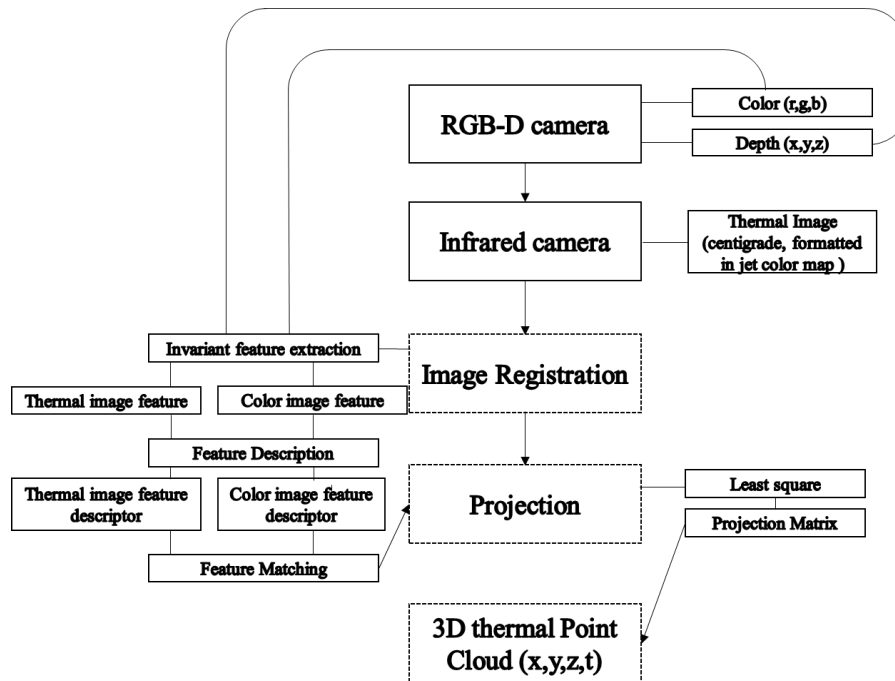 RGB-D camera
Color (r,g,b)
Depth (x,y,z)
Infrared camera
Thermal Image
(centigrade, formatted
in jet color map )
Invariant feature extraction
Image Registration
Thermal image feature
Color image feature
Feature Description
Thermal image feature
descriptor
Color image feature
descriptor
Projection
Least square
Projection Matrix
Feature Matching
3D thermal Point
Cloud (x,y,z,t)